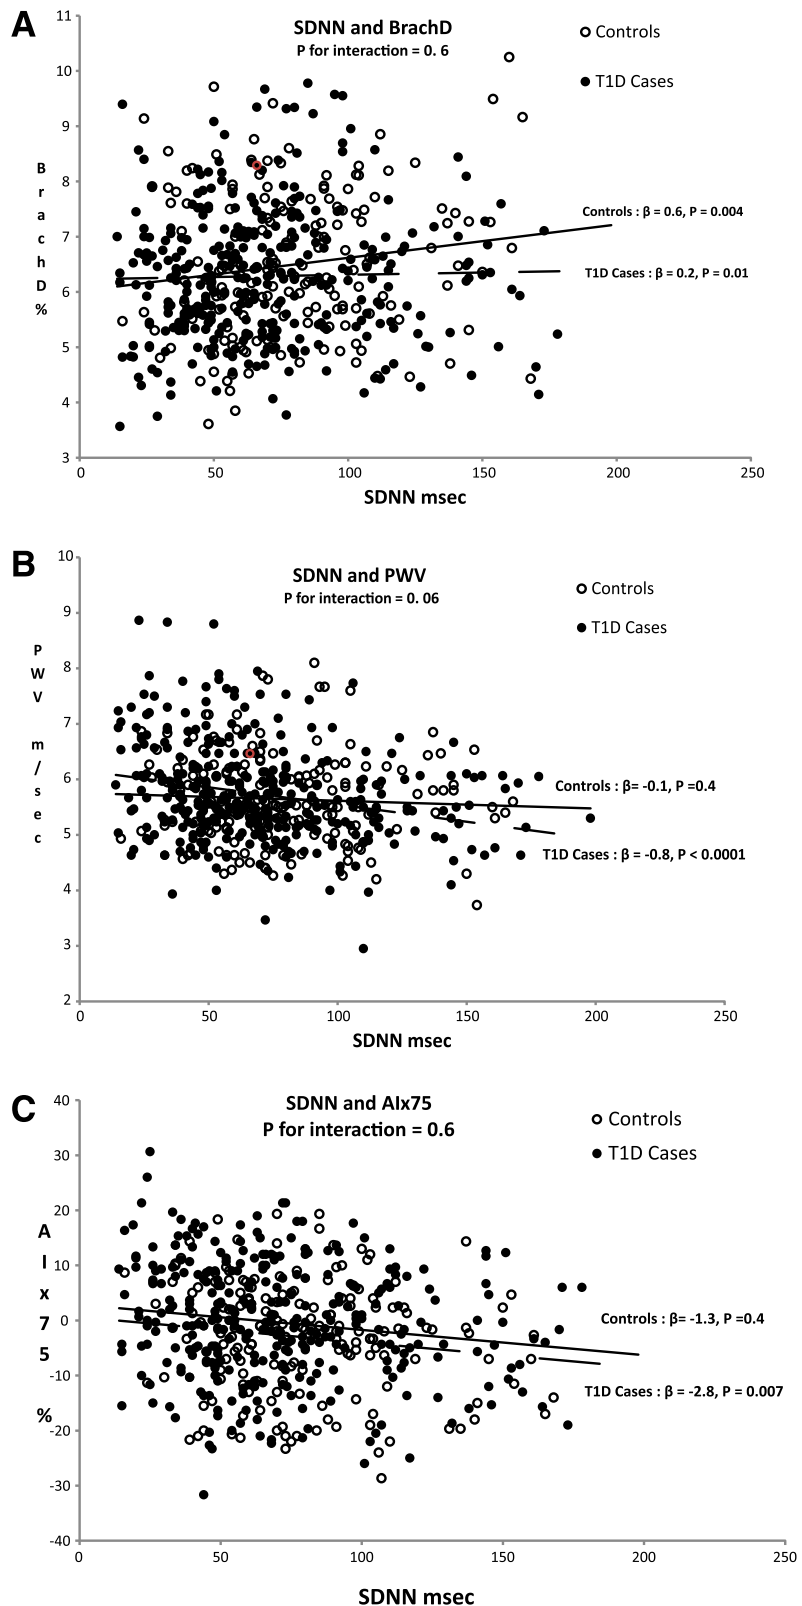 A
SDNN and BrachD
P for interaction = 0. 6
Controls
T1D Cases
B
r
a
c
h
D
%
11
10
9
8
7
6
5
4
3
Controls : β = 0.6, P = 0.004
T1D Cases : β = 0.2, P = 0.01
0 50 100 150 200 250
SDNN msec
B
SDNN and PWV
P for interaction = 0. 06
Controls
T1D Cases
P
W
V
m
/
s
e
c
10
9
8
7
6
5
4
3
2
Controls : β= -0.1, P =0.4
T1D Cases : β = -0.8, P < 0.0001
0 50 100 150 200 250
SDNN msec
C
SDNN and AIx75
P for interaction = 0.6
Controls
T1D Cases
A
I
x
7
5
%
40
30
20
10
0
-10
-20
-30
-40
Controls : β= -1.3, P =0.4
T1D Cases : β = -2.8, P = 0.007
0 50 100 150 200 250
SDNN msec